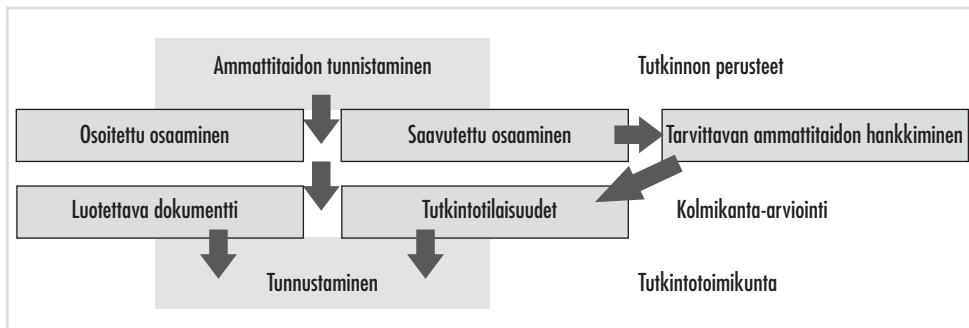 Ammattitaidon tunnistaminen
Tutkinnon perusteet
Osoitettu osaaminen
Saavutettu osaaminen
Tarvittavan ammattitaidon hankkiminen
Luotettava dokumentti
Tutkintotilaisuudet
Kolmikanta-arviointi
Tunnustaminen
Tutkintotoimikunta